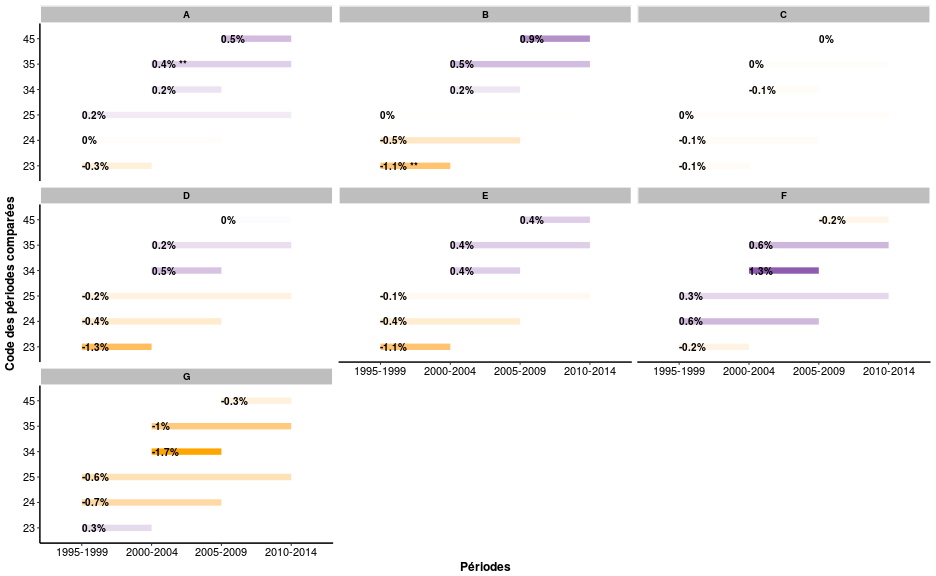 A
B
C
45 0.5% 0.9% 0%
35 0.4% ** 0.5% 0%
34 0.2% 0.2% -0.1%
25 0.2% 0% 0%
24 0% -0.5% -0.1%
23 -0.3% -1.1% ** -0.1%
D
E
F
45 0% 0.4% -0.2%
35 0.2% 0.4% 0.6%
34 0.5% 0.4% 1.3%
25 -0.2% -0.1% 0.3%
24 -0.4% -0.4% 0.6%
23 -1.3% -1.1% -0.2%
1995-1999 2000-2004 2005-2009 2010-2014
1995-1999 2000-2004 2005-2009 2010-2014
G
45 -0.3%
35 -1%
34 -1.7%
25 -0.6%
24 -0.7%
23 0.3%
1995-1999 2000-2004 2005-2009 2010-2014
Périodes
Code des périodes comparées